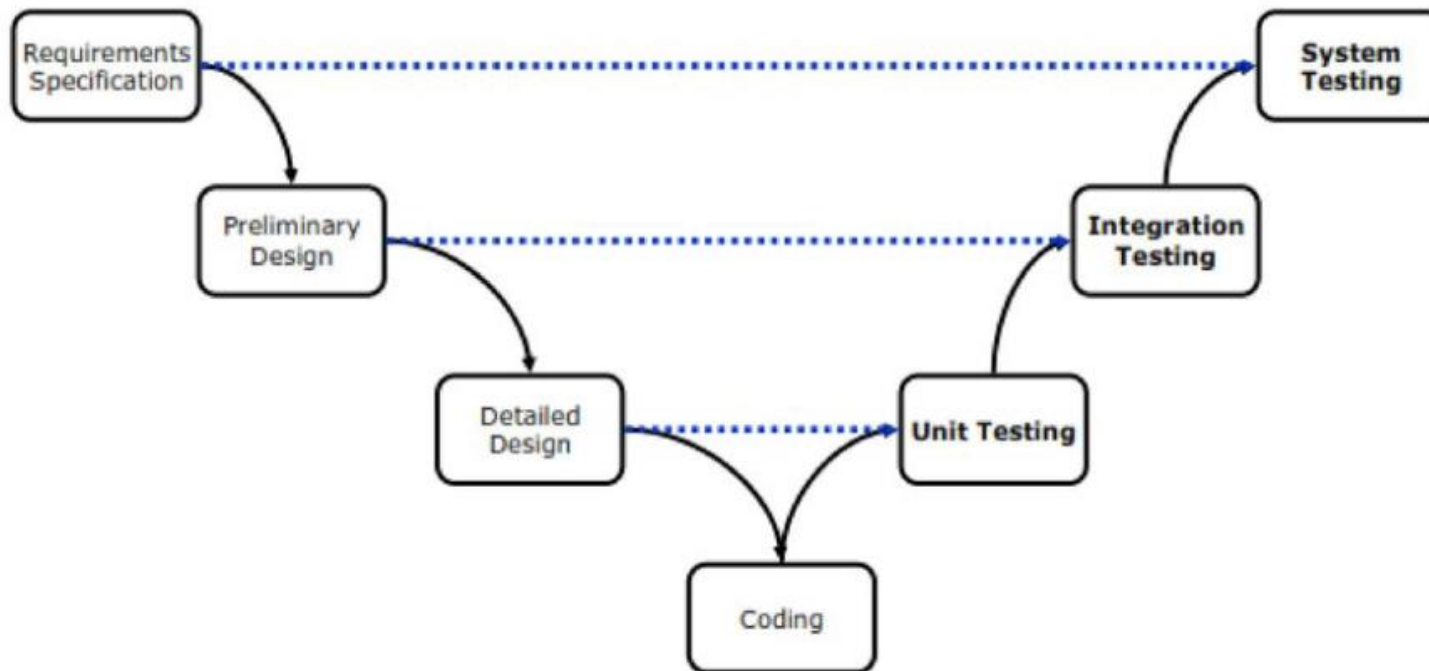 Requirements
Specification
System
Testing
Preliminary
Design
Integration
Testing
Detailed
Design
Unit Testing
Coding